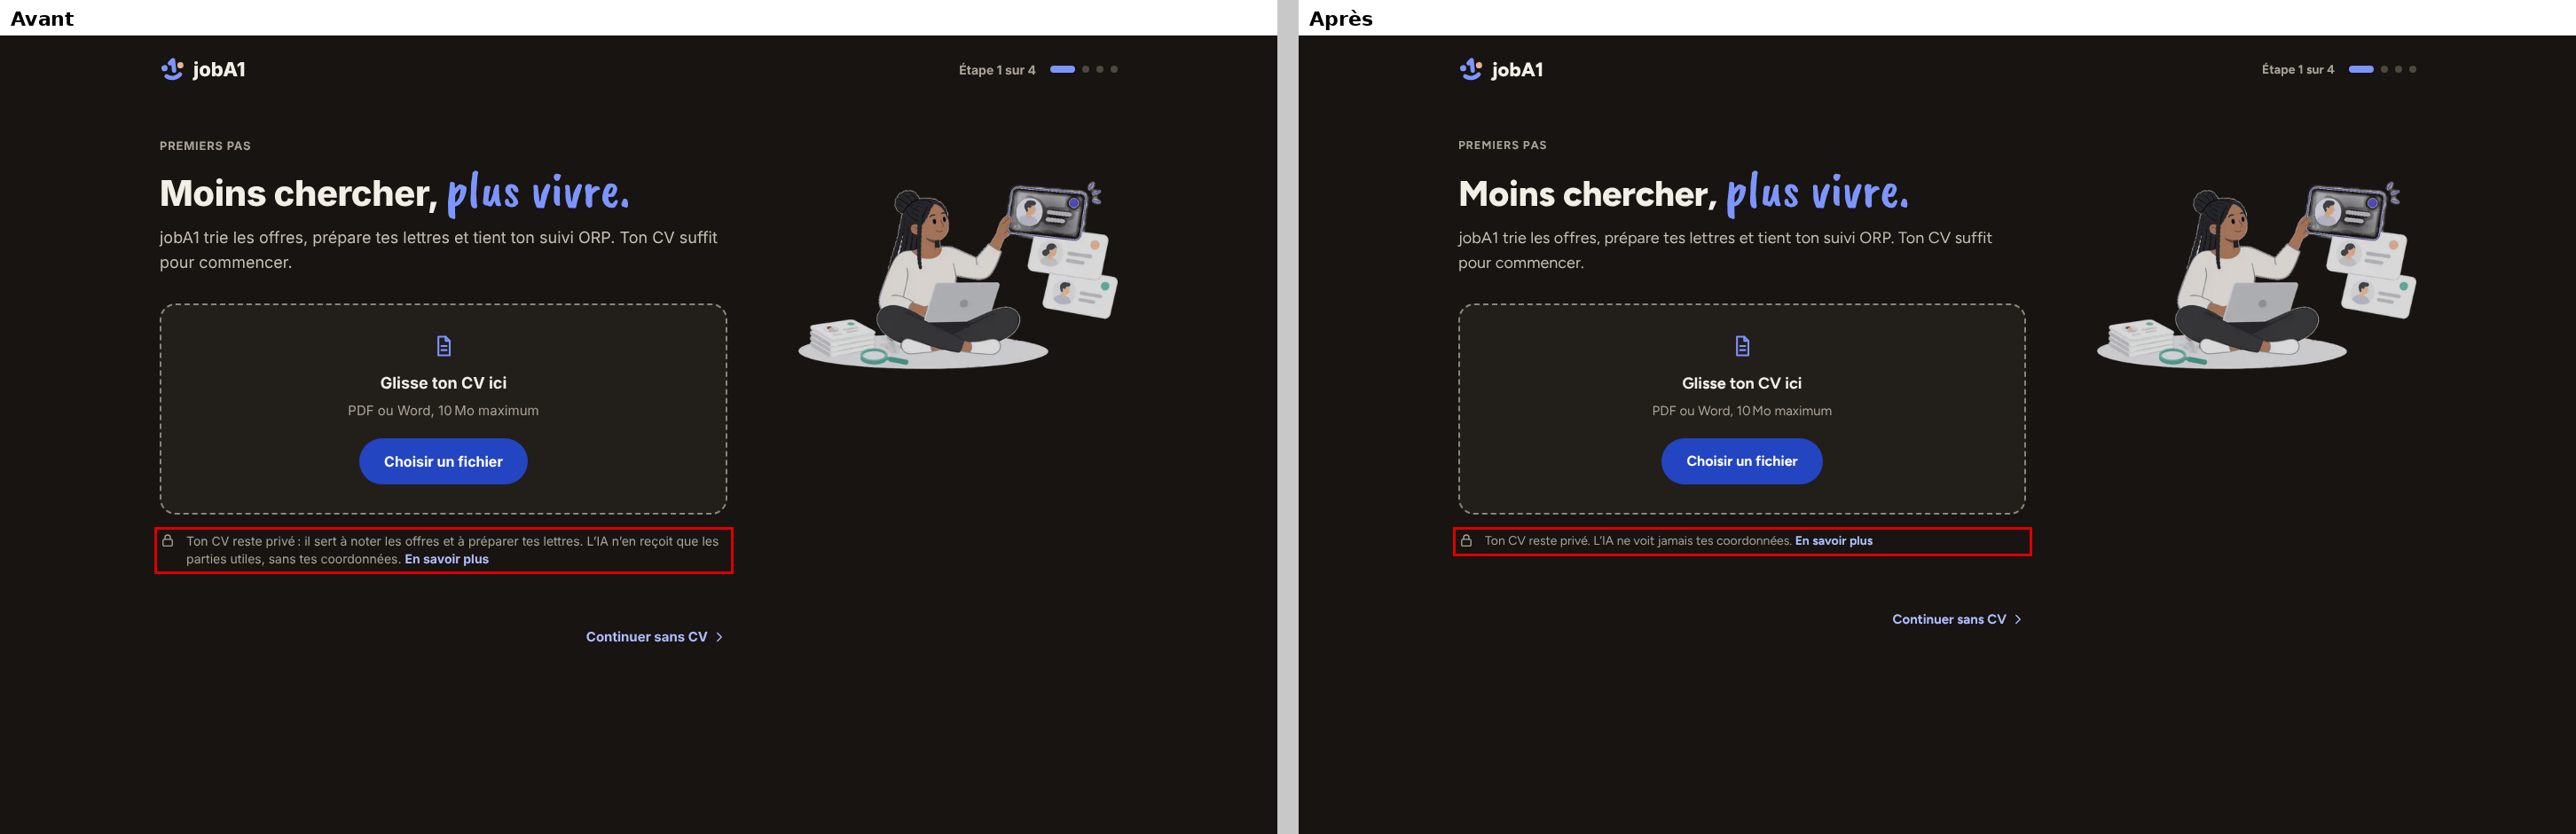 Avant
jobA1
Étape 1 sur 4
PREMIERS PAS
Moins chercher, plus vivre.
jobA1 trie les offres, prépare tes lettres et tient ton suivi ORP. Ton CV suffit
pour commencer.
Glisse ton CV ici
PDF ou Word, 10 Mo maximum
Choisir un fichier
Ton CV reste privé : il sert à noter les offres et à préparer tes lettres. L’IA n’en reçoit que les
parties utiles, sans tes coordonnées. En savoir plus
Continuer sans CV
Après
jobA1
Étape 1 sur 4
PREMIERS PAS
Moins chercher, plus vivre.
jobA1 trie les offres, prépare tes lettres et tient ton suivi ORP. Ton CV suffit
pour commencer.
Glisse ton CV ici
PDF ou Word, 10 Mo maximum
Choisir un fichier
Ton CV reste privé. L’IA ne voit jamais tes coordonnées. En savoir plus
Continuer sans CV